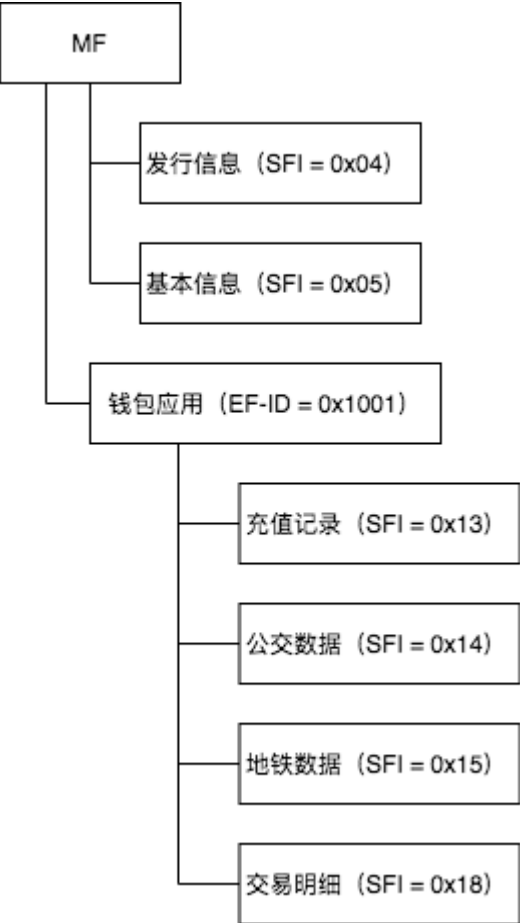 MF
发行信息（SFI = 0x04）
基本信息（SFI = 0x05）
钱包应用（EF-ID = 0x1001）
充值记录（SFI = 0x13）
公交数据（SFI = 0x14）
地铁数据（SFI = 0x15）
交易明细（SFI = 0x18）